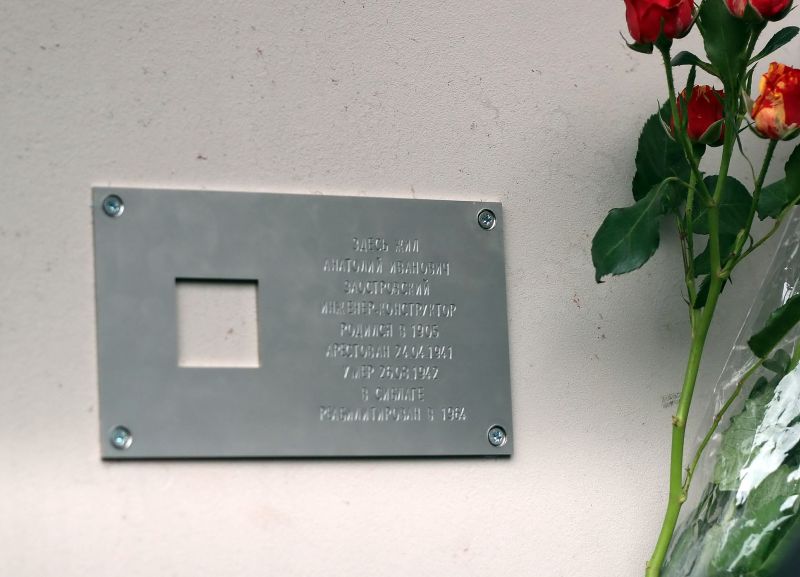 ЗДЕСЬ ЖИЛ
АНАТОЛИЙ ИВАНОВИЧ
ЗАОСТРОВСКИЙ
ИНЖЕНЕР-КОНСТРУКТОР
РОДИЛСЯ В 1905
АРЕСТОВАН 24.04.1941
УМЕР 26.03.1942
В СИБЛАГЕ
РЕАБИЛИТИРОВАН В 1964